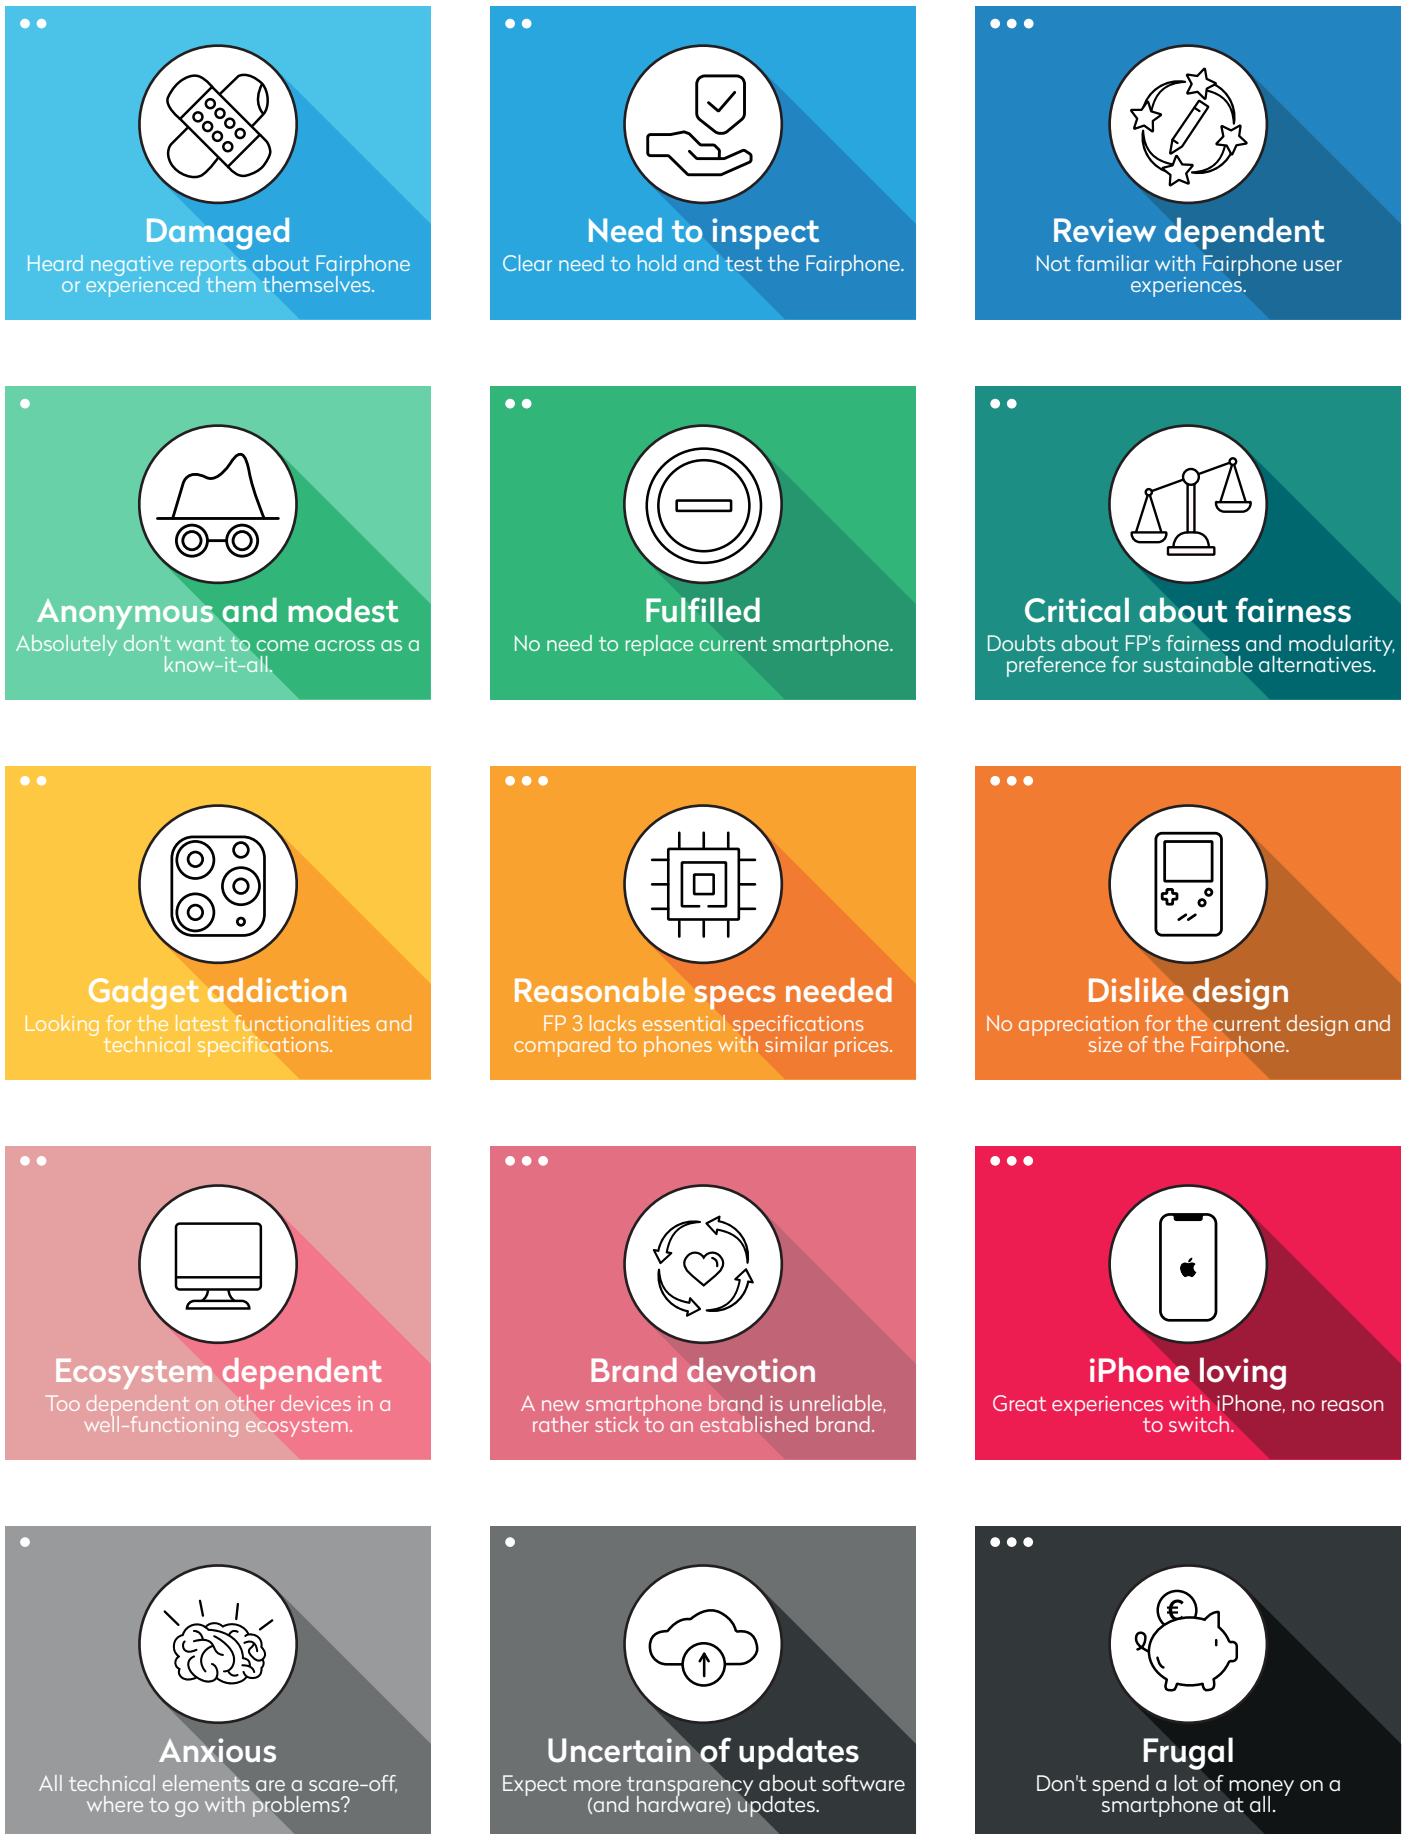 Damaged
Heard negative reports about Fairphone
or experienced them themselves.
Need to inspect
Clear need to hold and test the Fairphone.
Review dependent
Not familiar with Fairphone user
experiences.
Anonymous and modest
Absolutely don't want to come across as a
know-it-all.
Fulfilled
No need to replace current smartphone.
Critical about fairness
Doubts about FP's fairness and modularity,
preference for sustainable alternatives.
Gadget addiction
Looking for the latest functionalities and
technical specifications.
Reasonable specs needed
FP 3 lacks essential specifications
compared to phones with similar prices.
Dislike design
No appreciation for the current design and
size of the Fairphone.
Ecosystem dependent
Too dependent on other devices in a
well-functioning ecosystem.
Brand devotion
A new smartphone brand is unreliable,
rather stick to an established brand.
iPhone loving
Great experiences with iPhone, no reason
to switch.
Anxious
All technical elements are a scare-off,
where to go with problems?
Uncertain of updates
Expect more transparency about software
(and hardware) updates.
€
Frugal
Don't spend a lot of money on a
smartphone at all.